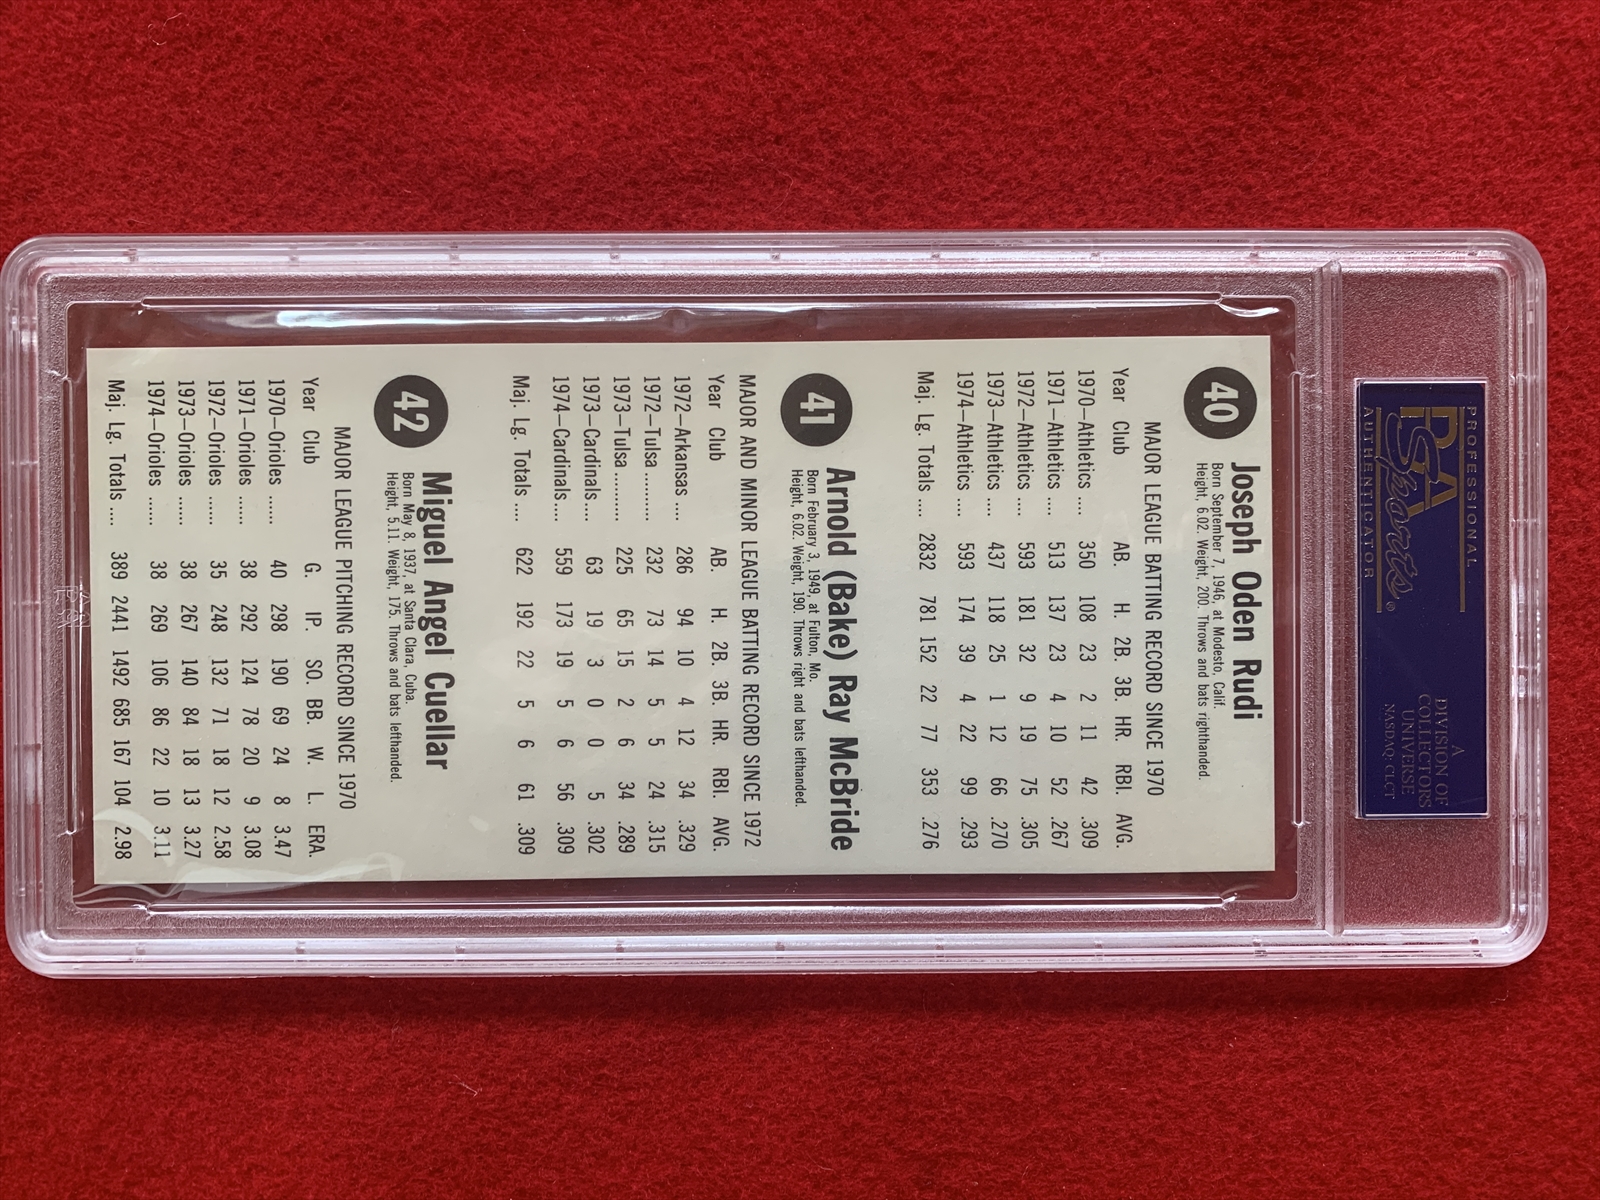 PROFESSIONAL
PSA
Sports®
AUTHENTICATOR
A
DIVISION OF
COLLECTORS
UNIVERSE
NASDAQ: CLCT
40 Joseph Oden Rudi
Born September 7, 1946, at Modesto, Calif.
Height, 6.02. Weight, 200. Throws and bats righthanded.
MAJOR LEAGUE BATTING RECORD SINCE 1970
Year Club AB. H. 2B. 3B. HR. RBI. AVG.
1970—Athletics .... 350 108 23 2 11 42 .309
1971—Athletics .... 513 137 23 4 10 52 .267
1972—Athletics .... 593 181 32 9 19 75 .305
1973—Athletics .... 437 118 25 1 12 66 .270
1974—Athletics .... 593 174 39 4 22 99 .293
Maj. Lg. Totals .... 2832 781 152 22 77 353 .276
41 Arnold (Bake) Ray McBride
Born February 3, 1949, at Fulton, Mo.
Height, 6.02. Weight, 190. Throws right and bats lefthanded.
MAJOR AND MINOR LEAGUE BATTING RECORD SINCE 1972
Year Club AB. H. 2B. 3B. HR. RBI. AVG.
1972—Arkansas .... 286 94 10 4 12 34 .329
1972—Tulsa .......... 232 73 14 5 5 24 .315
1973—Tulsa .......... 225 65 15 2 6 34 .289
1973—Cardinals .... 63 19 3 0 0 5 .302
1974—Cardinals .... 559 173 19 5 6 56 .309
Maj. Lg. Totals .... 622 192 22 5 6 61 .309
42 Miguel Angel Cuellar
Born May 8, 1937, at Santa Clara, Cuba.
Height, 5.11. Weight, 175. Throws and bats lefthanded.
MAJOR LEAGUE PITCHING RECORD SINCE 1970
Year Club G. IP. SO. BB. W. L. ERA.
1970—Orioles ...... 40 298 190 69 24 8 3.47
1971—Orioles ...... 38 292 124 78 20 9 3.08
1972—Orioles ...... 35 248 132 71 18 12 2.58
1973—Orioles ...... 38 267 140 84 18 13 3.27
1974—Orioles ...... 38 269 106 86 22 10 3.11
Maj. Lg. Totals .... 389 2441 1492 685 167 104 2.98